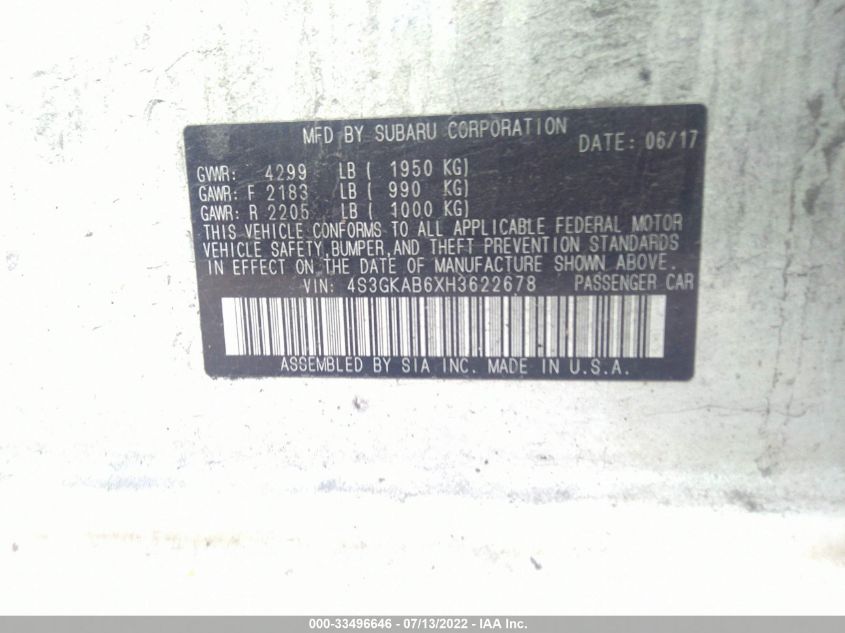 MFD BY SUBARU CORPORATION DATE: 06/17
GVWR: 4299 LB ( 1950 KG)
GAWR: F 2183 LB ( 990 KG)
GAWR: R 2205 LB ( 1000 KG)
THIS VEHICLE CONFORMS TO ALL APPLICABLE FEDERAL MOTOR
VEHICLE SAFETY, BUMPER, AND THEFT PREVENTION STANDARDS
IN EFFECT ON THE DATE OF MANUFACTURE SHOWN ABOVE.
VIN: 4S3GKAB6XH3622678 PASSENGER CAR
ASSEMBLED BY SIA INC. MADE IN U.S.A.
000-33496646 - 07/13/2022 - IAA Inc.